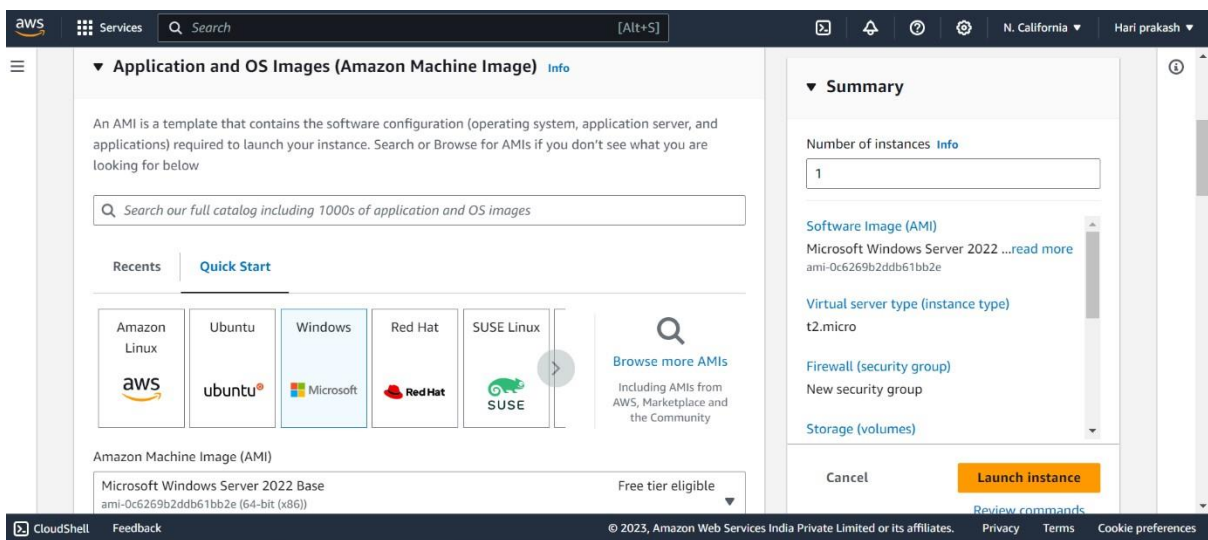 aws
Services
Search
[Alt+S]
N. California ▼
Hari prakash ▼
▼ Application and OS Images (Amazon Machine Image) Info
An AMI is a template that contains the software configuration (operating system, application server, and
applications) required to launch your instance. Search or Browse for AMIs if you don't see what you are
looking for below
Search our full catalog including 1000s of application and OS images
Recents
Quick Start
Amazon
Linux
aws
Ubuntu
ubuntu
Windows
Microsoft
Red Hat
Red Hat
SUSE Linux
SUSE
Browse more AMIs
Including AMIs from
AWS, Marketplace and
the Community
Amazon Machine Image (AMI)
Microsoft Windows Server 2022 Base
Free tier eligible
ami-0c6269b2ddb61bb2e (64-bit (x86))
▼ Summary
Number of instances Info
1
Software Image (AMI)
Microsoft Windows Server 2022 ...read more
ami-0c6269b2ddb61bb2e
Virtual server type (instance type)
t2.micro
Firewall (security group)
New security group
Storage (volumes)
Cancel
Launch instance
Review commands
CloudShell
Feedback
© 2023, Amazon Web Services India Private Limited or its affiliates.
Privacy
Terms
Cookie preferences